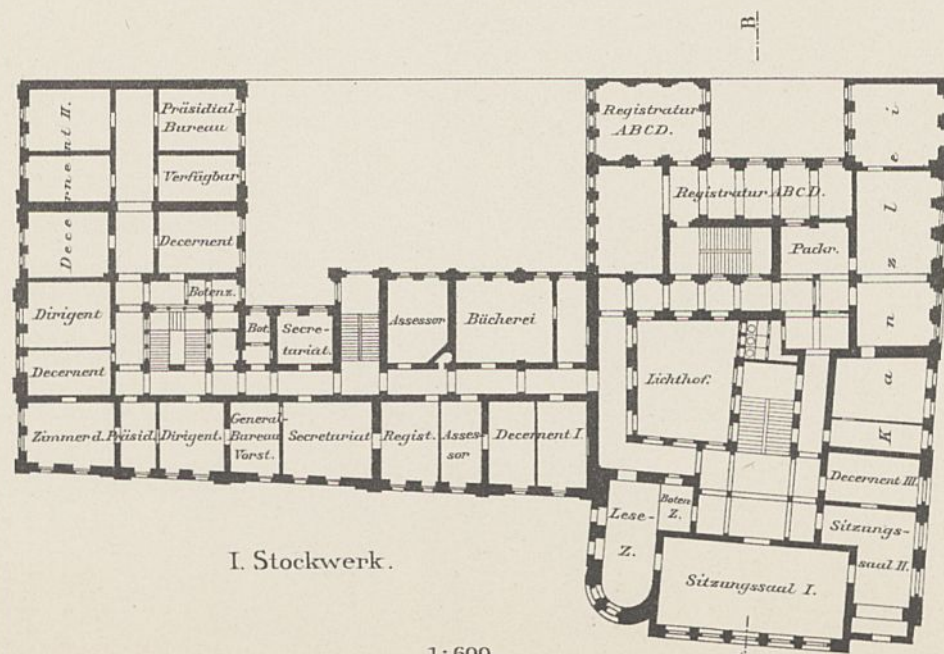 B
Decernent II.
Präsidial-
Bureau
Verfügbar
Decernent
Botenz.
Dirigent
Decernent
Bot.
Secre-
tariat.
Assessor
Bücherei
Registratur
ABCD.
Registratur ABCD.
Packr.
Kanzlei
Lichthof.
Zimmer d. Präsid.
Dirigent.
General-
Bureau
Vorst.
Secretariat
Regist.
Asses-
sor
Decernent I.
Lese-
Z.
Boten
Z.
Decernent III.
Sitzungs-
saal II.
Sitzungssaal I.
I. Stockwerk.
1:600